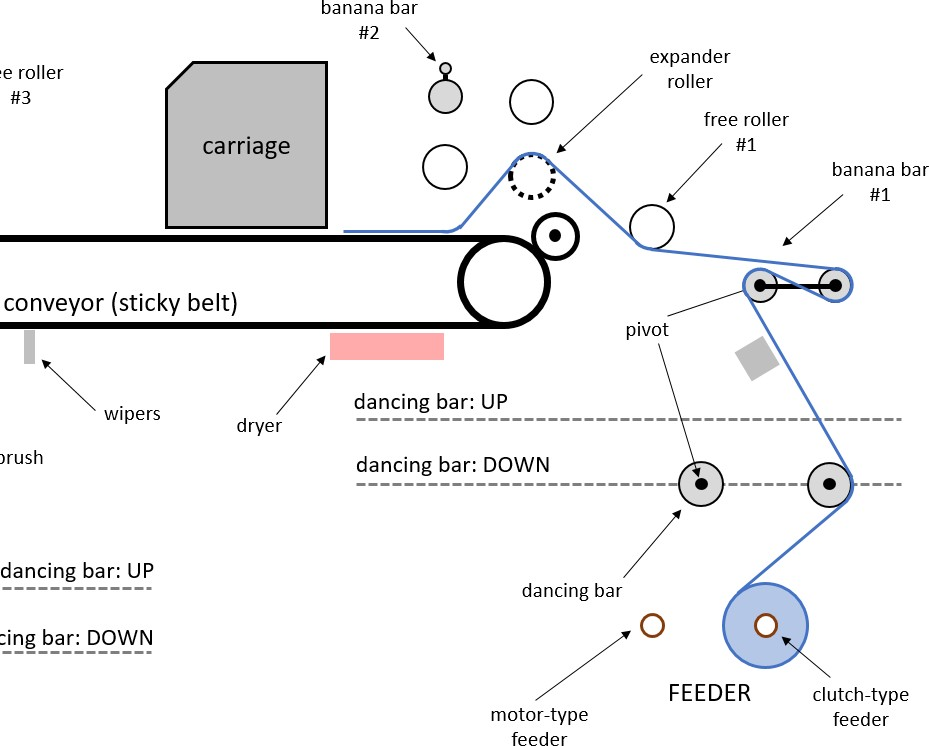 banana bar
#2
ee roller
#3
expander
roller
carriage
free roller
#1
banana bar
#1
conveyor (sticky belt)
pivot
wipers
dryer
dancing bar: UP
brush
dancing bar: DOWN
dancing bar: UP
dancing bar
cing bar: DOWN
FEEDER
motor-type
feeder
clutch-type
feeder